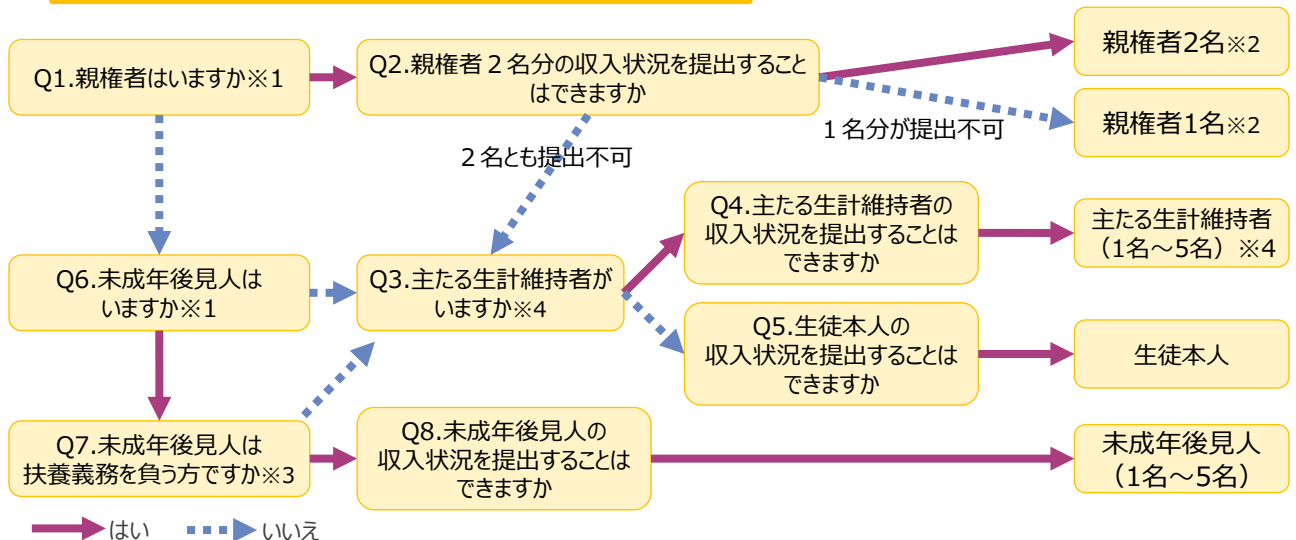 Q1.親権者はいますか※1
Q2.親権者２名分の収入状況を提出すること
はできますか
親権者2名※2
親権者1名※2
１名分が提出不可
２名とも提出不可
Q4.主たる生計維持者の
収入状況を提出することは
できますか
主たる生計維持者
（1名～5名）※4
Q6.未成年後見人は
いますか※1
Q3.主たる生計維持者が
いますか※4
Q5.生徒本人の
収入状況を提出することは
できますか
生徒本人
Q7.未成年後見人は
扶養義務を負う方ですか※3
Q8.未成年後見人の
収入状況を提出することは
できますか
未成年後見人
（1名～5名）
はい
いいえ